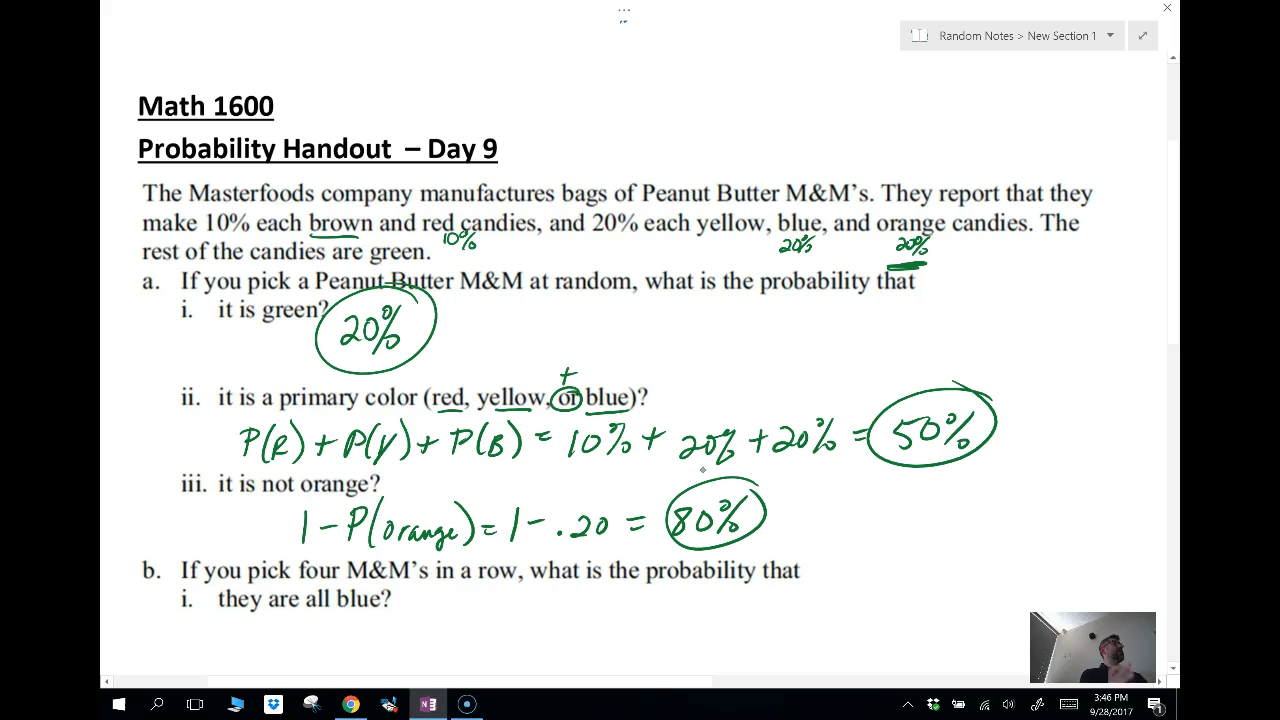 Random Notes > New Section 1
Math 1600
Probability Handout – Day 9
The Masterfoods company manufactures bags of Peanut Butter M&M's. They report that they
make 10% each brown and red candies, and 20% each yellow, blue, and orange candies. The
10% 20% 20%
rest of the candies are green.
a. If you pick a Peanut Butter M&M at random, what is the probability that
i. it is green?
20%
+
ii. it is a primary color (red, yellow, or blue)?
P(R) + P(Y) + P(B) = 10% + 20% + 20% = 50%
iii. it is not orange?
1 - P(orange) = 1 - .20 = 80%
b. If you pick four M&M's in a row, what is the probability that
i. they are all blue?
3:46 PM
9/28/2017